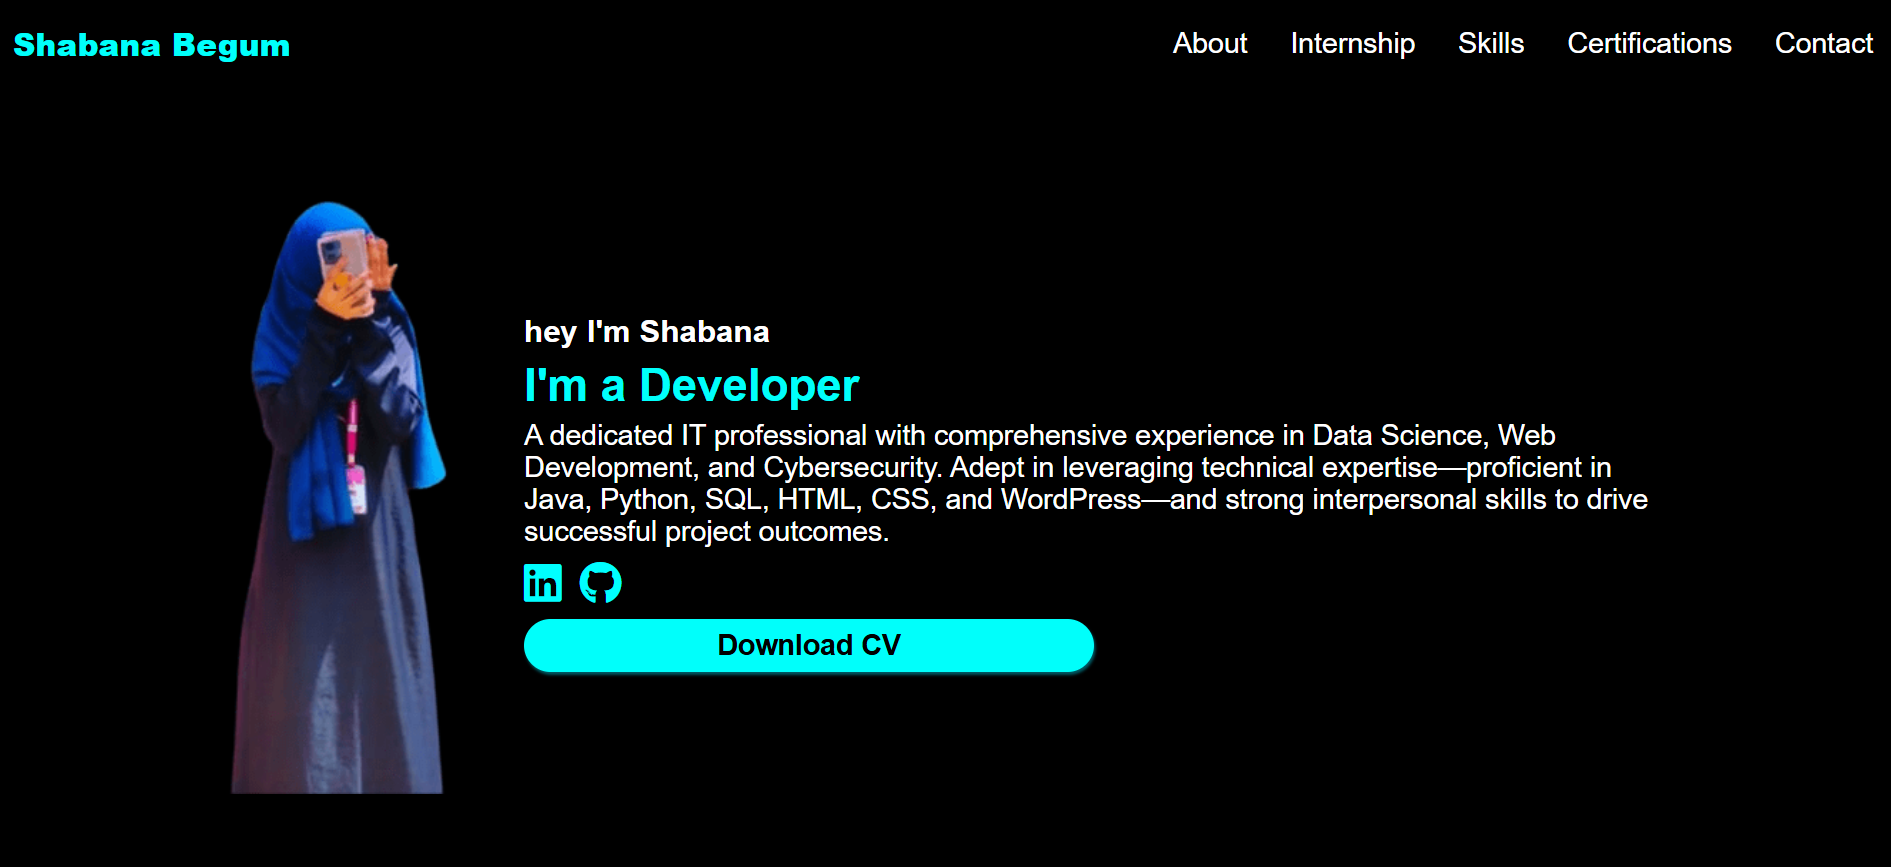 Shabana Begum
About Internship Skills Certifications Contact
hey I'm Shabana
I'm a Developer
A dedicated IT professional with comprehensive experience in Data Science, Web
Development, and Cybersecurity. Adept in leveraging technical expertise—proficient in
Java, Python, SQL, HTML, CSS, and WordPress—and strong interpersonal skills to drive
successful project outcomes.
in
Download CV